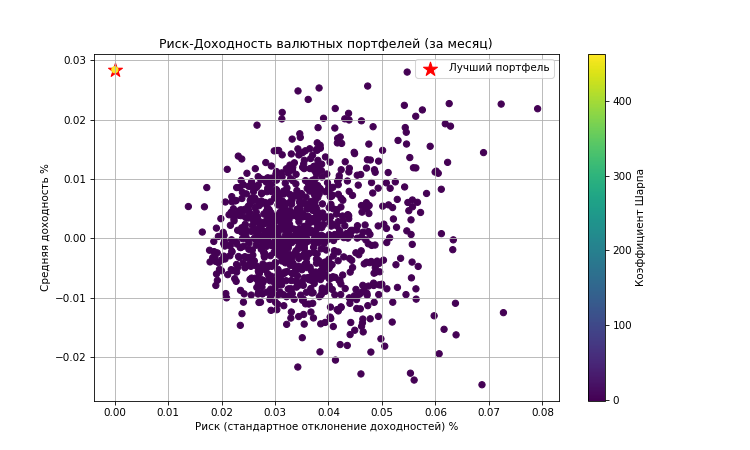 Риск-Доходность валютных портфелей (за месяц)
Лучший портфель
Средняя доходность %
0.03
0.02
0.01
0.00
−0.01
−0.02
0.00 0.01 0.02 0.03 0.04 0.05 0.06 0.07 0.08
Риск (стандартное отклонение доходностей) %
400
300
200
100
0
Коэффициент Шарпа